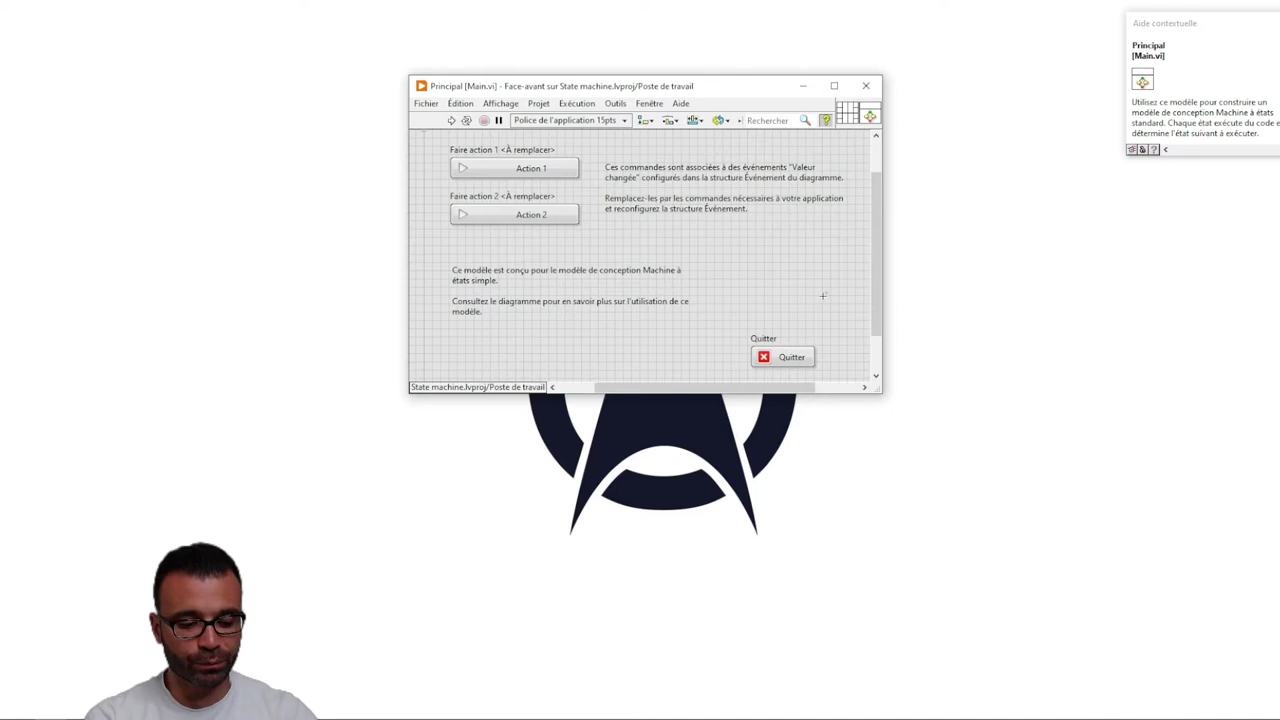 Aide contextuelle
Principal
[Main.vi]
Utilisez ce modèle pour construire un
modèle de conception Machine à états
standard. Chaque état exécute du code e
détermine l'état suivant à exécuter.
Principal [Main.vi] - Face-avant sur State machine.lvproj/Poste de travail
Fichier Édition Affichage Projet Exécution Outils Fenêtre Aide
Police de l'application 15pts Rechercher
Faire action 1 <À remplacer>
Action 1
Ces commandes sont associées à des événements "Valeur
changée" configurés dans la structure Événement du diagramme.
Faire action 2 <À remplacer>
Action 2
Remplacez-les par les commandes nécessaires à votre application
et reconfigurez la structure Événement.
Ce modèle est conçu pour le modèle de conception Machine à
états simple.
Consultez le diagramme pour en savoir plus sur l'utilisation de ce
modèle.
Quitter
Quitter
State machine.lvproj/Poste de travail